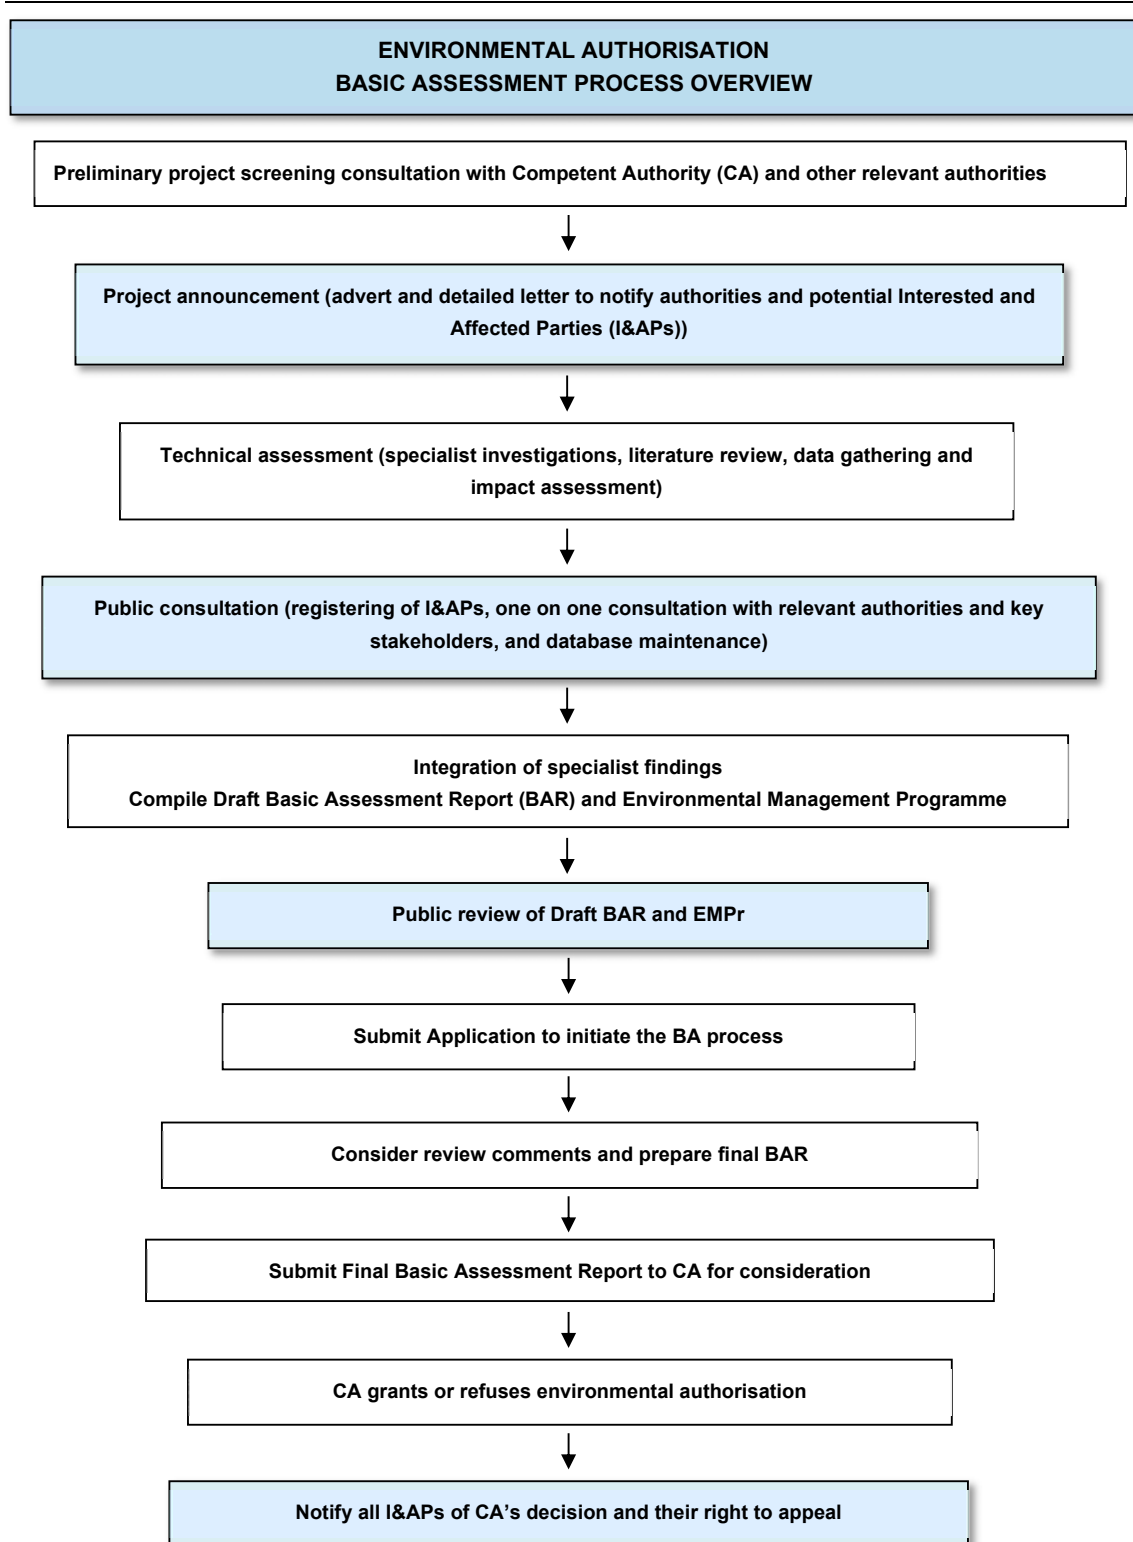 ENVIRONMENTAL AUTHORISATION
BASIC ASSESSMENT PROCESS OVERVIEW
Preliminary project screening consultation with Competent Authority (CA) and other relevant authorities
Project announcement (advert and detailed letter to notify authorities and potential Interested and
Affected Parties (I&APs))
Technical assessment (specialist investigations, literature review, data gathering and
impact assessment)
Public consultation (registering of I&APs, one on one consultation with relevant authorities and key
stakeholders, and database maintenance)
Integration of specialist findings
Compile Draft Basic Assessment Report (BAR) and Environmental Management Programme
Public review of Draft BAR and EMPr
Submit Application to initiate the BA process
Consider review comments and prepare final BAR
Submit Final Basic Assessment Report to CA for consideration
CA grants or refuses environmental authorisation
Notify all I&APs of CA's decision and their right to appeal